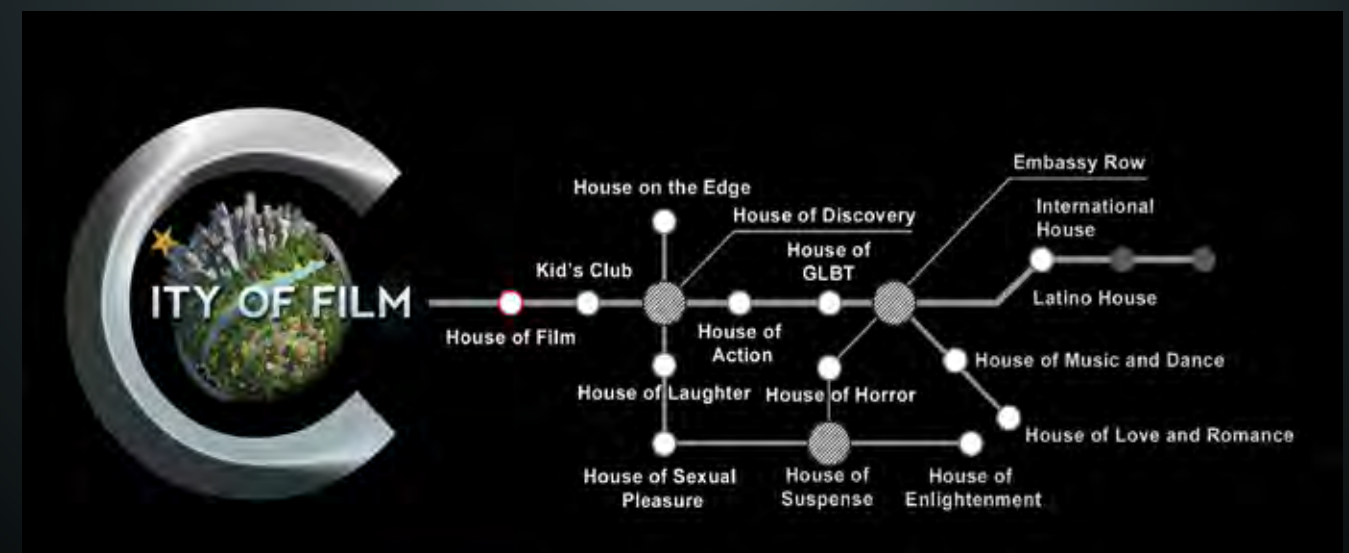 Embassy Row
House on the Edge
International
House
House of Discovery
House of
GLBT
Kid's Club
CITY OF FILM
Latino House
House of Film
House of
Action
House of Music and Dance
House of Laughter
House of Horror
House of Love and Romance
House of Sexual
Pleasure
House of
Suspense
House of
Enlightenment